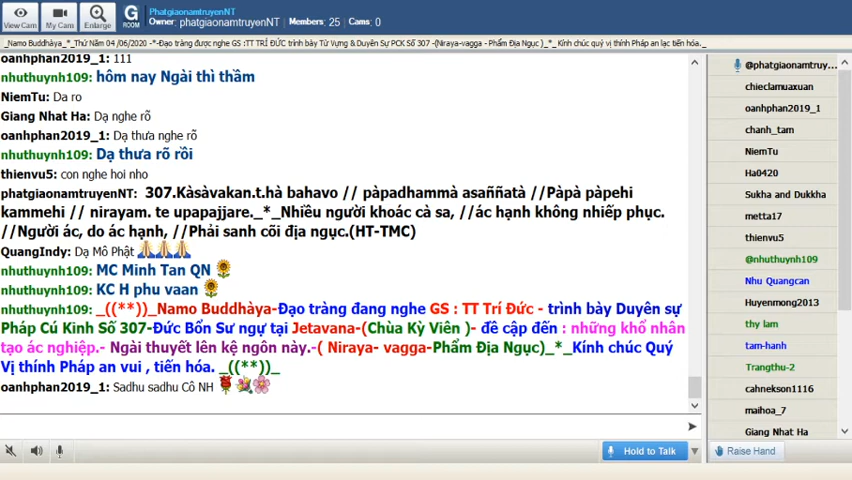 View Cam
My Cam
Enlarge
G
ROOM
PhatgiaonamtruyenNT
Owner: phatgiaonamtruyenNT   Members: 25   Cams: 0
_Namo Buddhàya_*_Thứ Năm 04 /06/2020 -*-Đạo tràng được nghe GS :TT TRÍ ĐỨC trình bày Từ Vựng & Duyên Sự PCK Số 307 -(Niraya-vagga - Phẩm Địa Ngục )_*_ Kính chúc quý vị thính Pháp an lạc tiến hóa._
oanhphan2019_1: 111
nhuthuynh109: hôm nay Ngài thì thầm
NiemTu: Da ro
Giang Nhat Ha: Dạ nghe rõ
oanhphan2019_1: Dạ thưa nghe rõ
nhuthuynh109: Dạ thưa rõ rồi
thienvu5: con nghe hoi nho
phatgiaonamtruyenNT: 307.Kàsàvakan.t.hà bahavo // pàpadhammà asaññatà //Pàpà pàpehi
kammehi // nirayam. te upapajjare._*_Nhiều người khoác cà sa, //ác hạnh không nhiếp phục.
//Người ác, do ác hạnh, //Phải sanh cõi địa ngục.(HT-TMC)
QuangIndy: Dạ Mô Phật
nhuthuynh109: MC Minh Tan QN
nhuthuynh109: KC H phu vaan
nhuthuynh109: _((**))_Namo Buddhàya-Đạo tràng đang nghe GS : TT Trí Đức - trình bày Duyên sự
Pháp Cú Kinh Số 307-Đức Bổn Sư ngự tại Jetavana-(Chùa Kỳ Viên )- đề cập đến : những khổ nhân
tạo ác nghiệp.- Ngài thuyết lên kệ ngôn này.-( Niraya- vagga-Phẩm Địa Ngục)_*_Kính chúc Quý
Vị thính Pháp an vui , tiến hóa. _((**))_
oanhphan2019_1: Sadhu sadhu Cô NH
@phatgiaonamtruy...
chieclamuaxuan
oanhphan2019_1
chanh_tam
NiemTu
Ha0420
Sukha and Dukkha
metta17
thienvu5
@nhuthuynh109
Nhu Quangcan
Huyenmong2013
thy lam
tam-hanh
Trangthu-2
cahnekson1116
maihoa_7
Giang Nhat Ha
Hold to Talk
Raise Hand